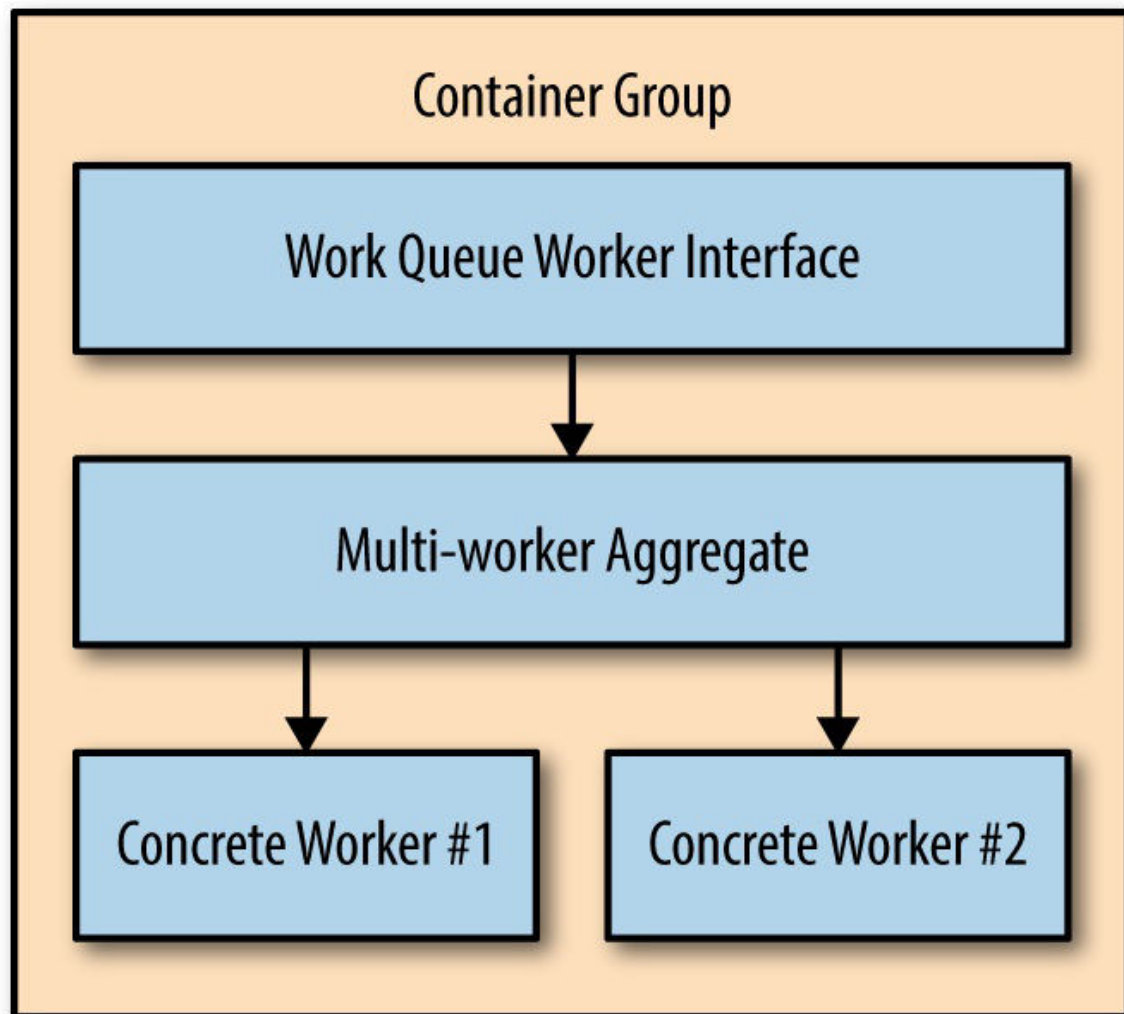 Container Group
Work Queue Worker Interface
Multi-worker Aggregate
Concrete Worker #1
Concrete Worker #2